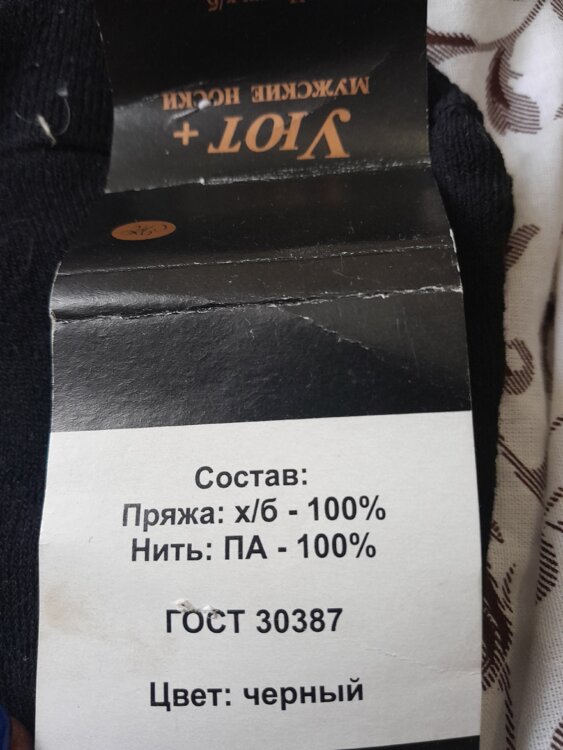 Уют +
МУЖСКИЕ НОСКИ
Состав:
Пряжа: х/б - 100%
Нить: ПА - 100%
ГОСТ 30387
Цвет: черный